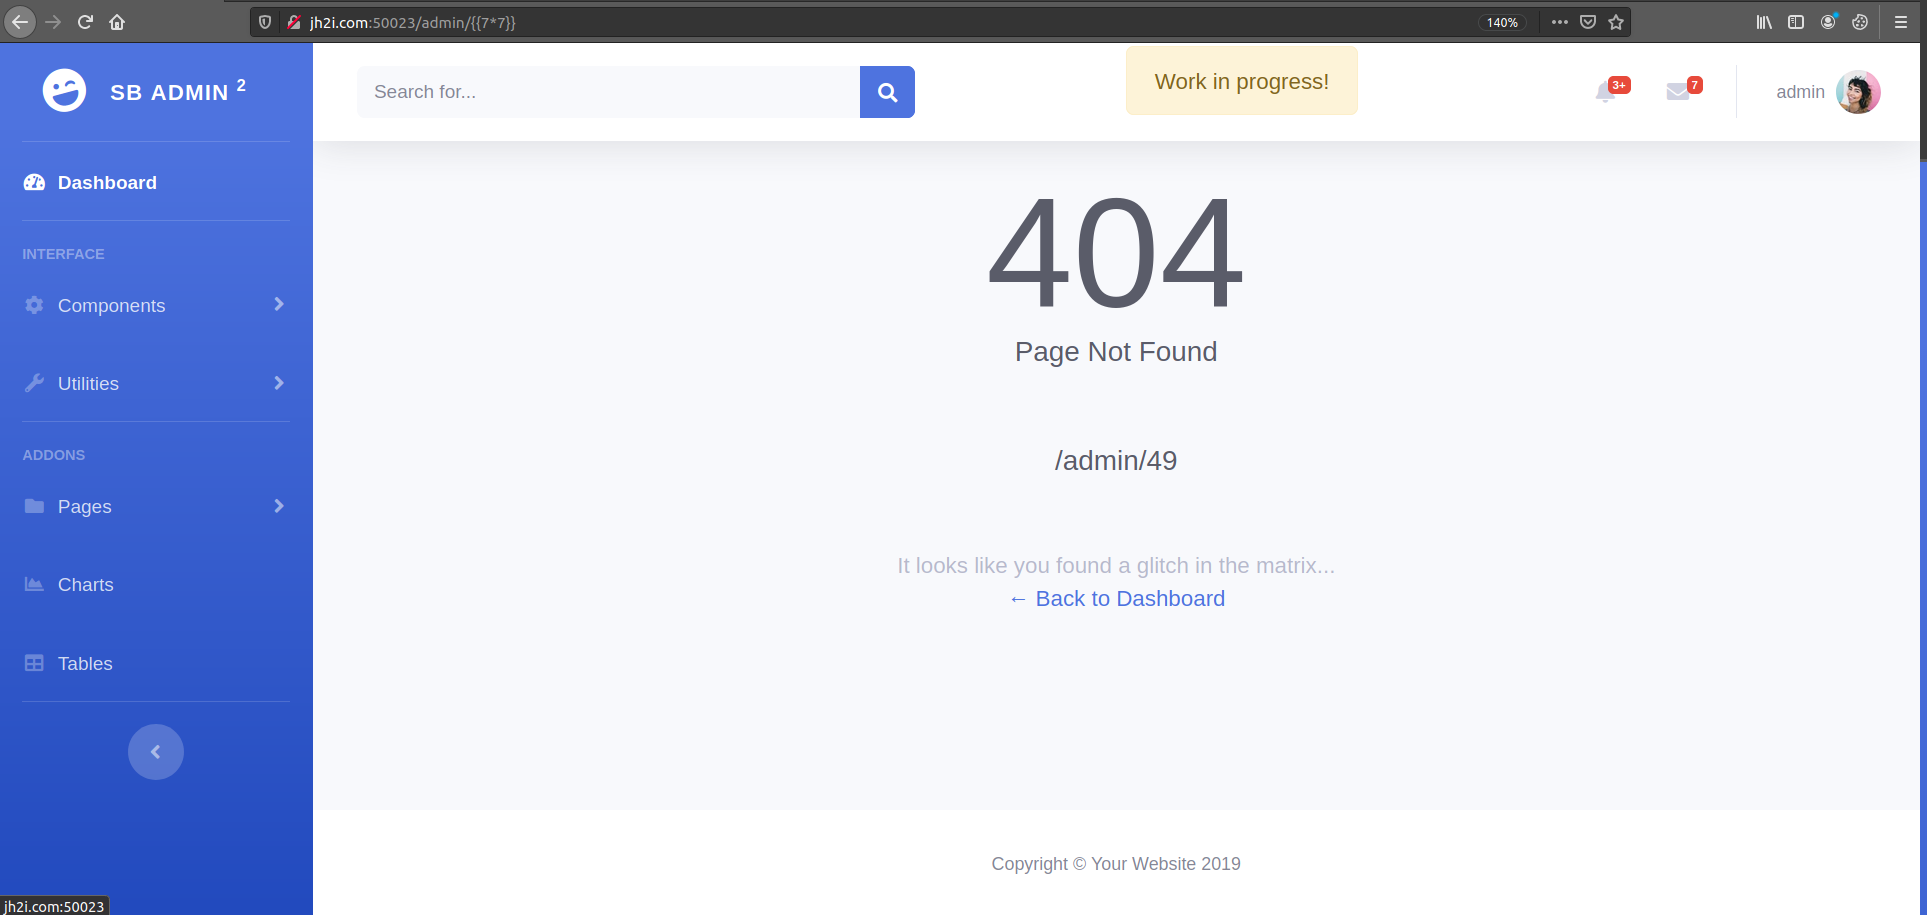 jh2i.com:50023/admin/{{7*7}}
140%
SB ADMIN 2
Search for...
Work in progress!
3+
7
admin
Dashboard
INTERFACE
Components
Utilities
ADDONS
Pages
Charts
Tables
404
Page Not Found
/admin/49
It looks like you found a glitch in the matrix...
← Back to Dashboard
Copyright © Your Website 2019
jh2i.com:50023